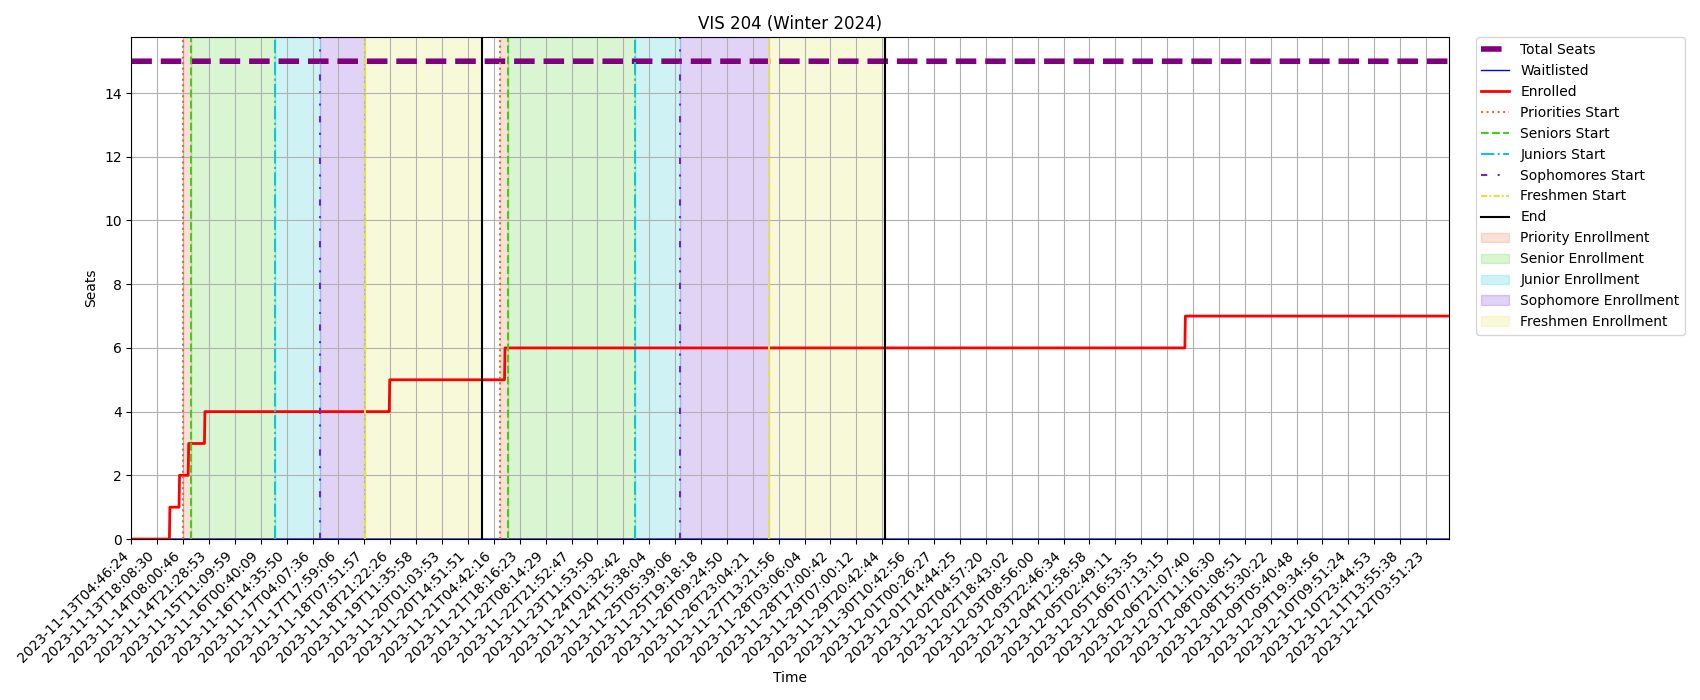 VIS 204 (Winter 2024)
Seats
14
12
10
8
6
4
2
0
2023-11-13T04:46:24
2023-11-13T18:08:30
2023-11-14T08:00:46
2023-11-14T21:28:53
2023-11-15T11:09:59
2023-11-16T00:40:09
2023-11-16T14:35:50
2023-11-17T04:07:36
2023-11-17T17:59:06
2023-11-18T07:51:57
2023-11-18T21:22:26
2023-11-19T11:35:58
2023-11-20T01:03:53
2023-11-20T14:51:51
2023-11-21T04:42:16
2023-11-21T18:16:23
2023-11-22T08:14:29
2023-11-22T21:52:47
2023-11-23T11:53:50
2023-11-24T01:32:42
2023-11-24T15:38:04
2023-11-25T05:39:06
2023-11-25T19:18:18
2023-11-26T09:24:50
2023-11-26T23:04:21
2023-11-27T13:21:56
2023-11-28T03:06:04
2023-11-28T17:00:42
2023-11-29T07:00:12
2023-11-29T20:42:44
2023-11-30T10:42:56
2023-12-01T00:26:27
2023-12-01T14:44:25
2023-12-02T04:57:20
2023-12-02T18:43:02
2023-12-03T08:56:00
2023-12-03T22:46:34
2023-12-04T12:58:58
2023-12-05T02:49:11
2023-12-05T16:53:35
2023-12-06T07:13:15
2023-12-06T21:07:40
2023-12-07T11:16:30
2023-12-08T01:08:51
2023-12-08T15:30:22
2023-12-09T05:40:48
2023-12-09T19:34:56
2023-12-10T09:51:24
2023-12-10T23:44:53
2023-12-11T13:55:38
2023-12-12T03:51:23
Time
Total Seats
Waitlisted
Enrolled
Priorities Start
Seniors Start
Juniors Start
Sophomores Start
Freshmen Start
End
Priority Enrollment
Senior Enrollment
Junior Enrollment
Sophomore Enrollment
Freshmen Enrollment